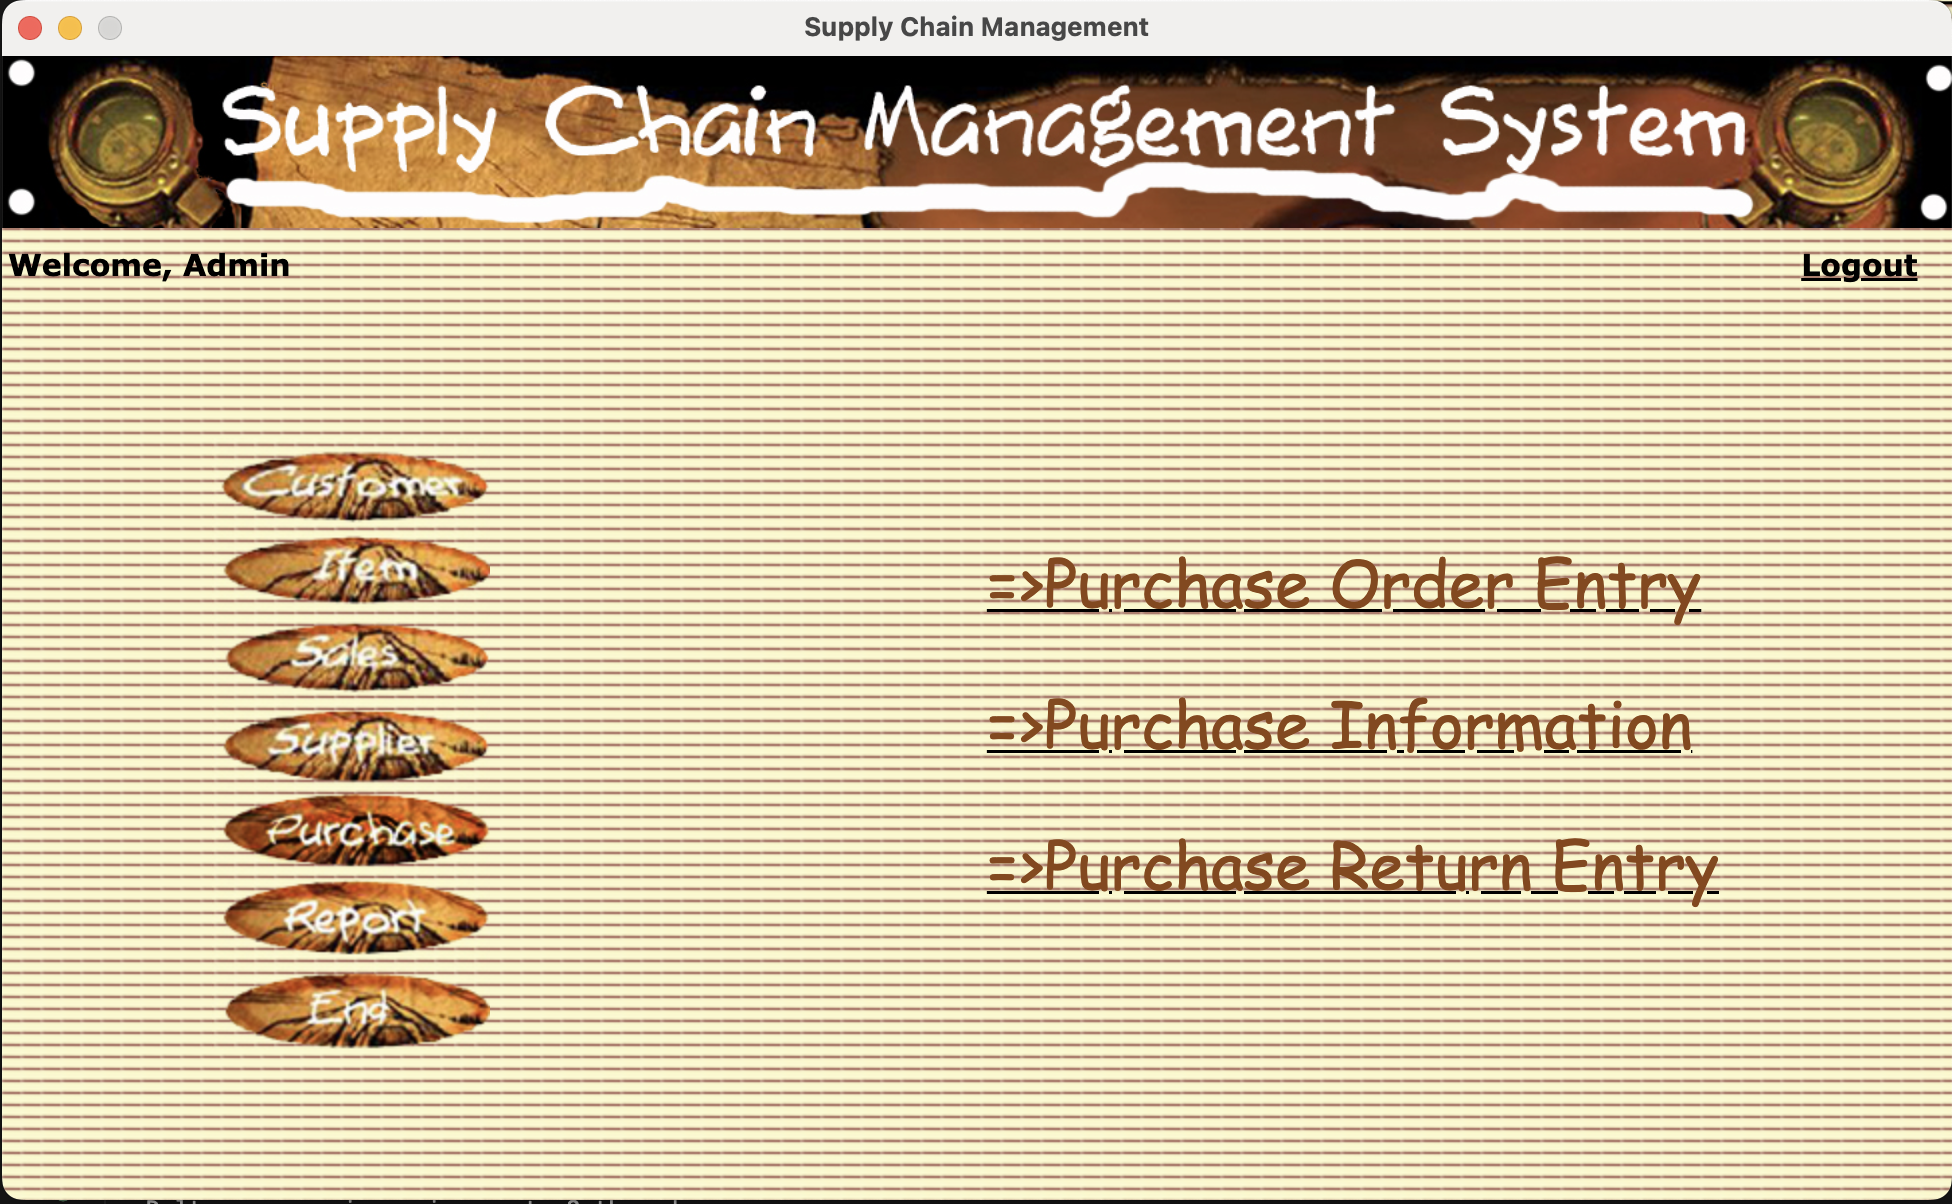 Supply Chain Management
Supply Chain Management System
Welcome, Admin
Logout
Customer
Item
Sales
Supplier
Purchase
Report
End
=>Purchase Order Entry
=>Purchase Information
=>Purchase Return Entry